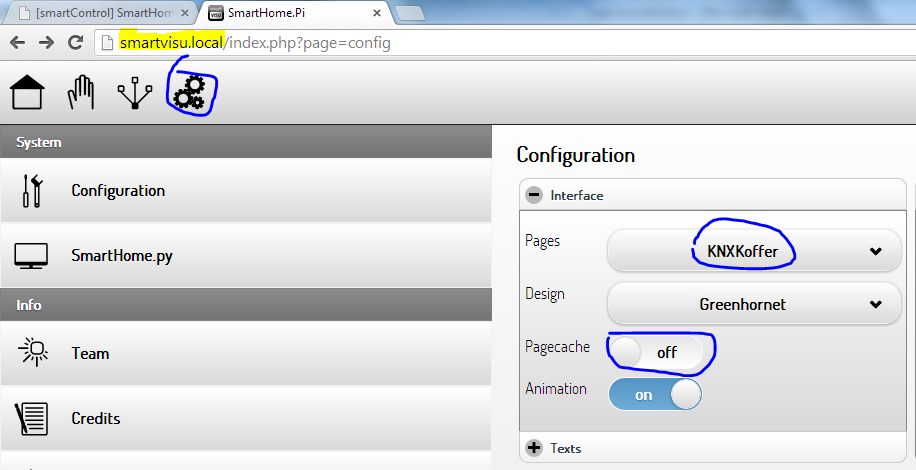 [smartControl] SmartHom
SmartHome.Pi
smartvisu.local/index.php?page=config
System
Configuration
SmartHome.py
Info
Team
Credits
Configuration
Interface
Pages
KNXKoffer
Design
Greenhornet
Pagecache
off
Animation
on
Texts